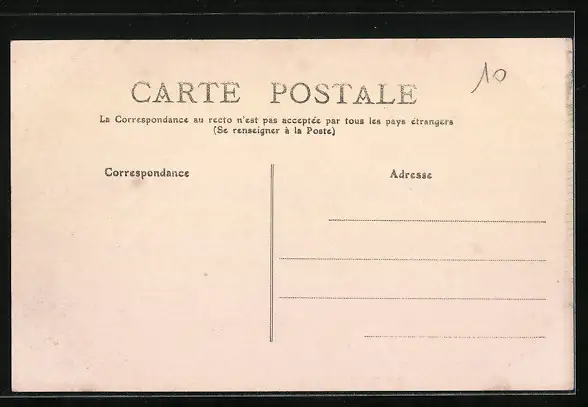 10
CARTE POSTALE
La Correspondance au recto n'est pas acceptée par tous les pays étrangers
(Se renseigner à la Poste)
Correspondance
Adresse